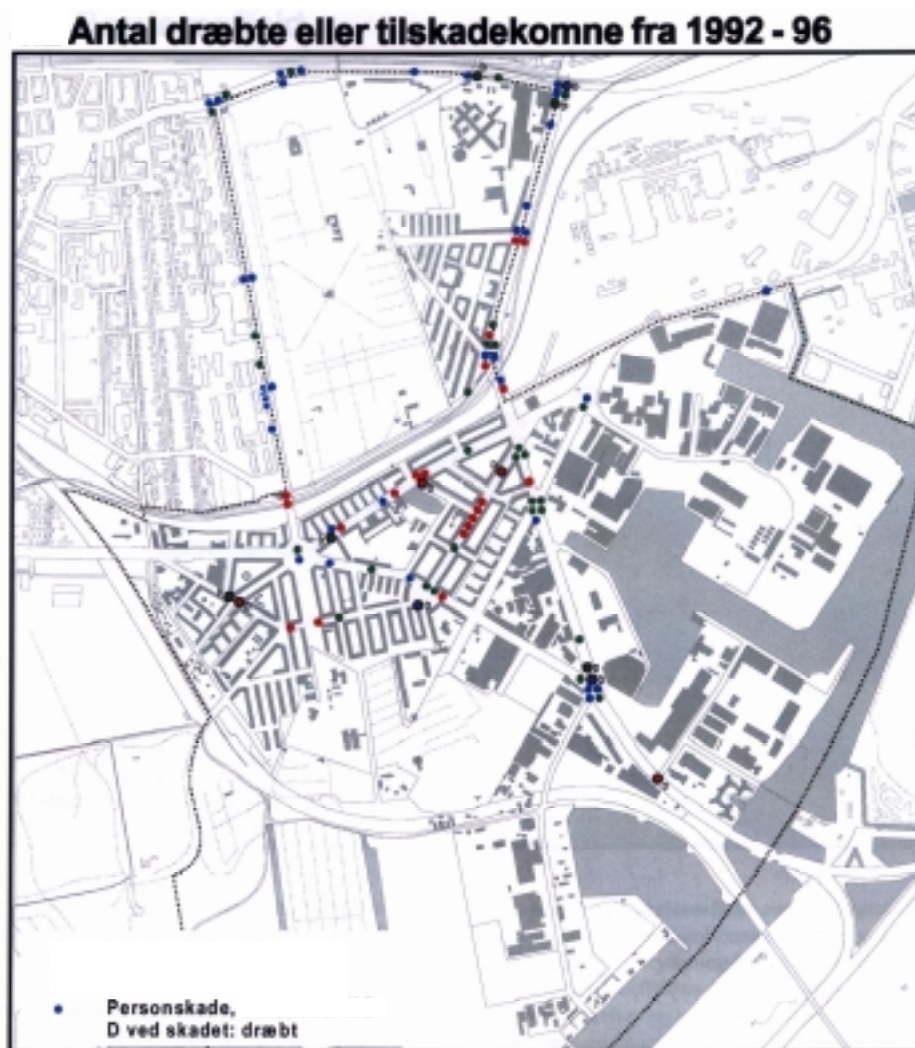 Antal dræbte eller tilskadekomne fra 1992 - 96
Personskade,
D ved skadet: dræbt